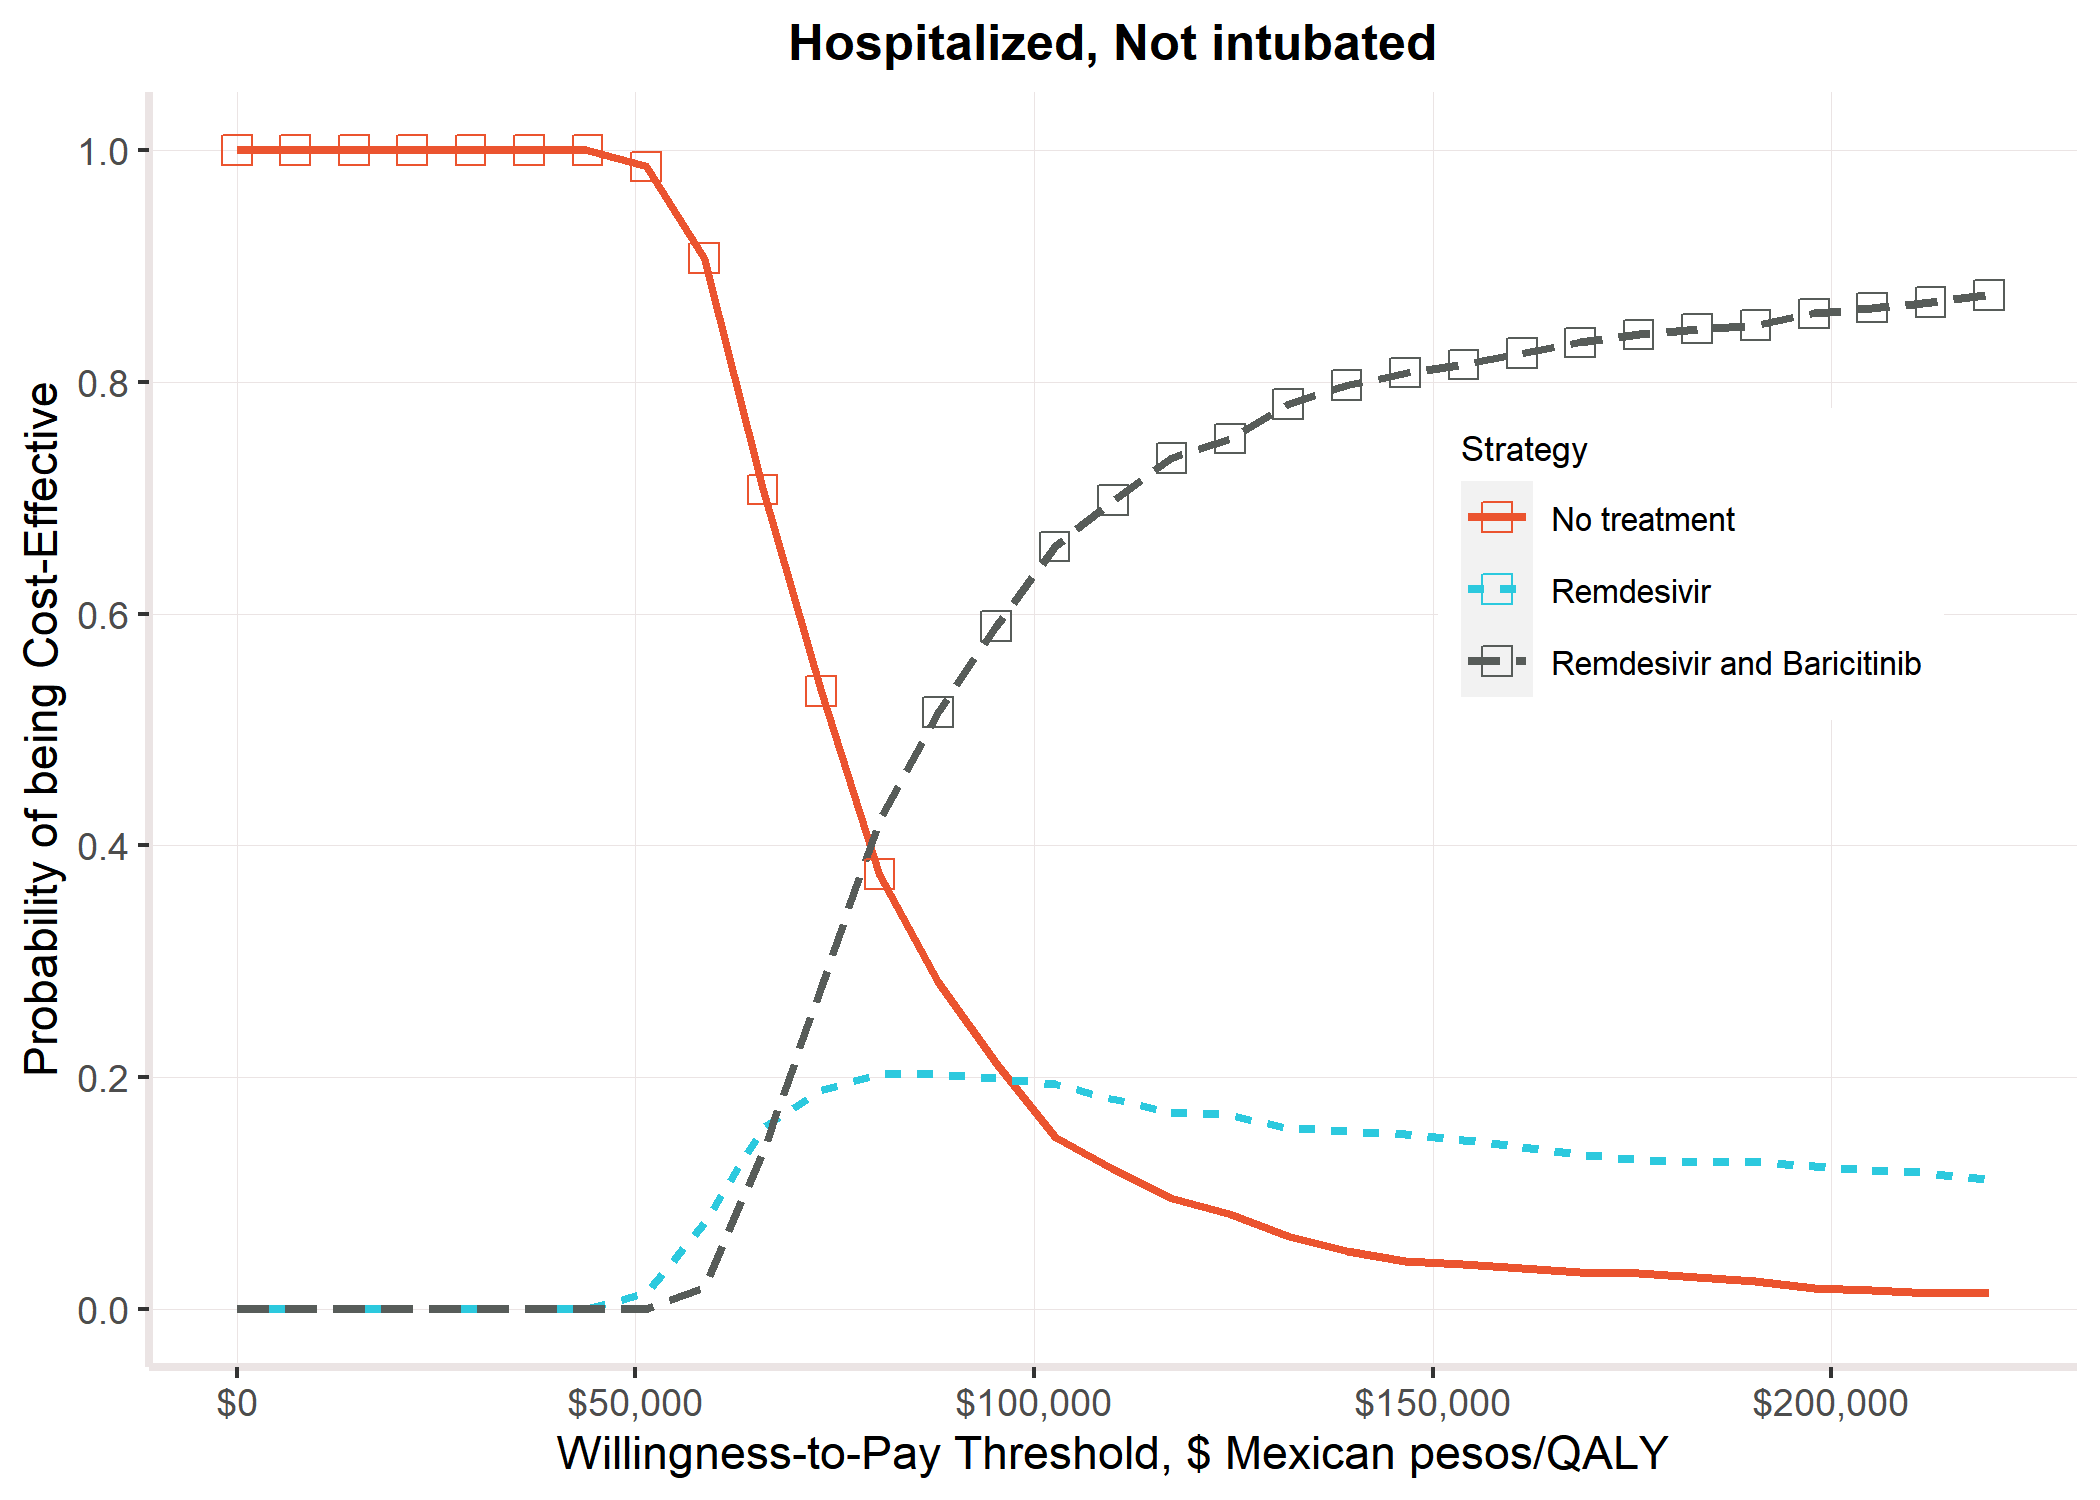 Hospitalized, Not intubated
Probability of being Cost-Effective
1.0
0.8
0.6
0.4
0.2
0.0
Strategy
No treatment
Remdesivir
Remdesivir and Baricitinib
$0
$50,000
$100,000
$150,000
$200,000
Willingness-to-Pay Threshold, $ Mexican pesos/QALY